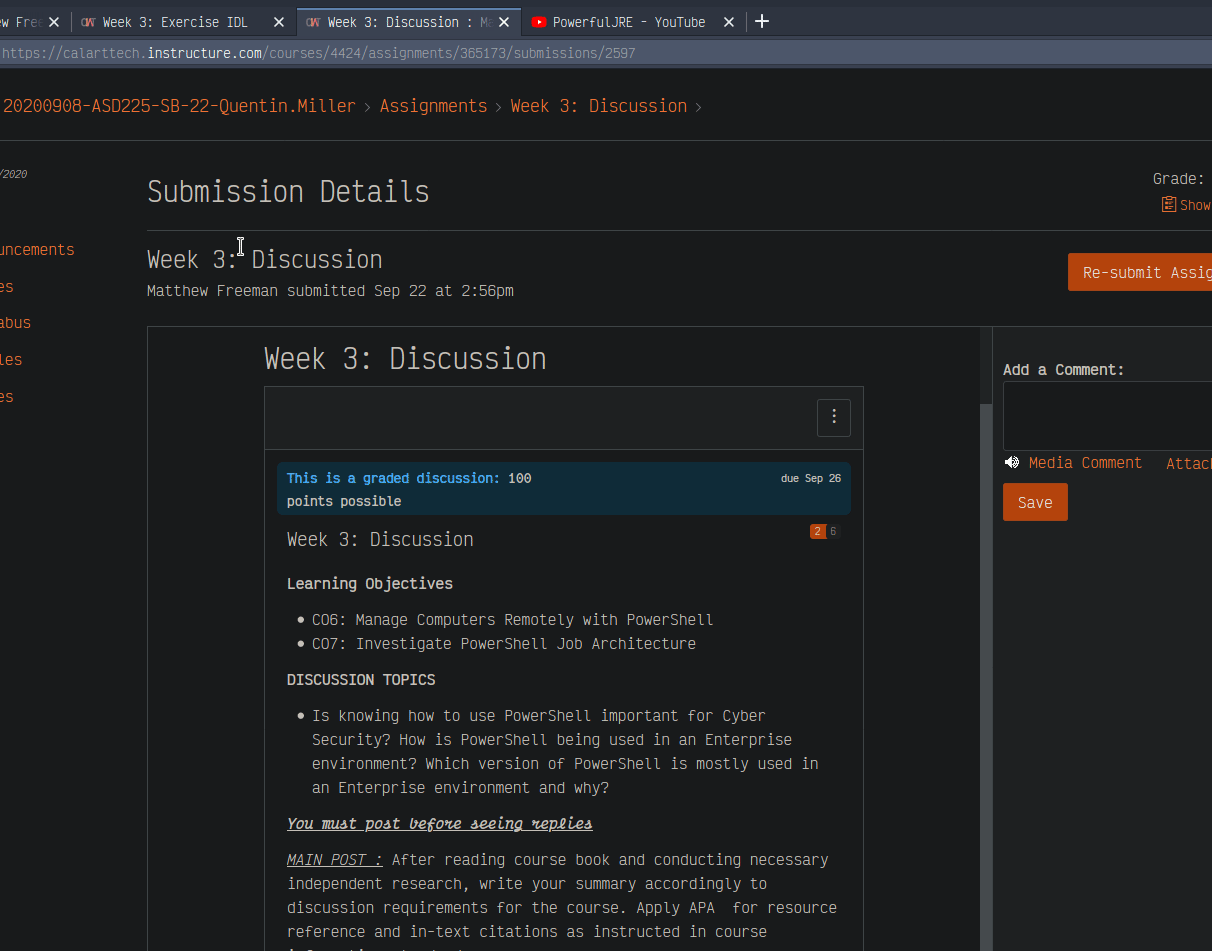 ew Free Week 3: Exercise IDL Week 3: Discussion : Ma PowerfulJRE - YouTube
https://calarttech.instructure.com/courses/4424/assignments/365173/submissions/2597
20200908-ASD225-SB-22-Quentin.Miller › Assignments › Week 3: Discussion ›
/2020
Submission Details
Grade:
Show
uncements
Week 3: Discussion
Re-submit Assig
es
Matthew Freeman submitted Sep 22 at 2:56pm
abus
les
es
Week 3: Discussion
Add a Comment:
Media Comment Attach
Save
This is a graded discussion: 100
points possible
due Sep 26
Week 3: Discussion
2 6
Learning Objectives
• CO6: Manage Computers Remotely with PowerShell
• CO7: Investigate PowerShell Job Architecture
DISCUSSION TOPICS
• Is knowing how to use PowerShell important for Cyber
Security? How is PowerShell being used in an Enterprise
environment? Which version of PowerShell is mostly used in
an Enterprise environment and why?
You must post before seeing replies
MAIN POST : After reading course book and conducting necessary
independent research, write your summary accordingly to
discussion requirements for the course. Apply APA for resource
reference and in-text citations as instructed in course